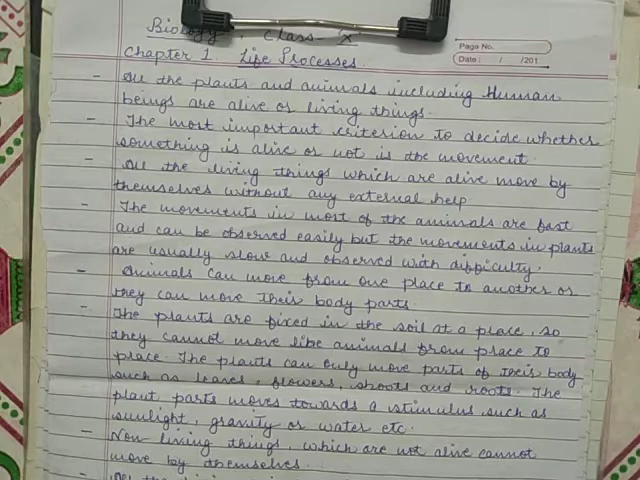 Biology, Class- X
Page No.
Date : / /201
Chapter 1. Life Processes.
- All the plants and animals including Human
beings are alive or living things.
- The most important criterion to decide whether
something is alive or not is the movement.
- All the living things which are alive move by
themselves without any external help
- The movements in most of the animals are fast
and can be observed easily but the movements in plants
are usually slow and observed with difficulty.
- Animals can move from one place to another or
they can move their body parts.
- The plants are fixed in the soil at a place, so
they cannot move like animals from place to
place. The plants can only move parts of their body
such as leaves, flowers, shoots and roots. The
plant parts moves towards a stimulus such as
sunlight, gravity or water etc.
- Non living things, which are not alive cannot
move by themselves.
- All the